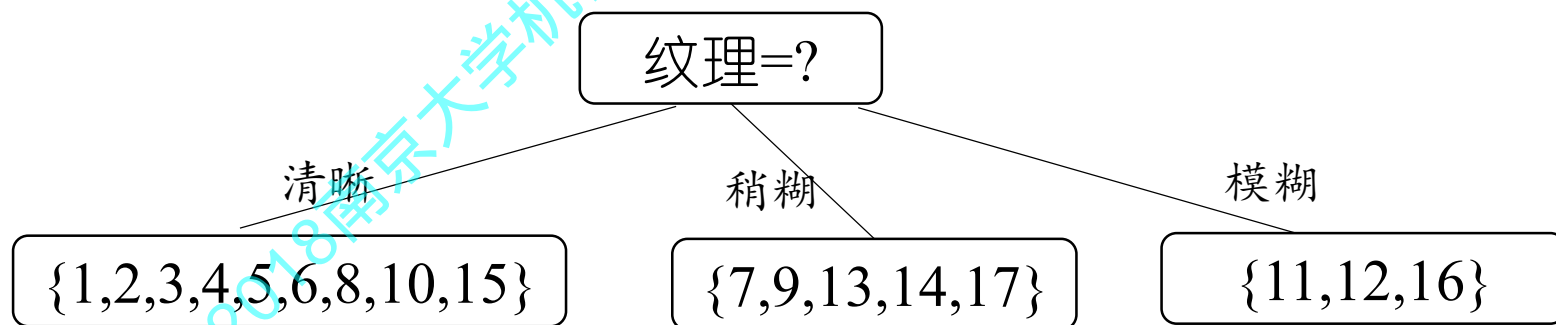 纹理=?
清晰 稍糊 模糊
{1,2,3,4,5,6,8,10,15} {7,9,13,14,17} {11,12,16}
2018南京大学机